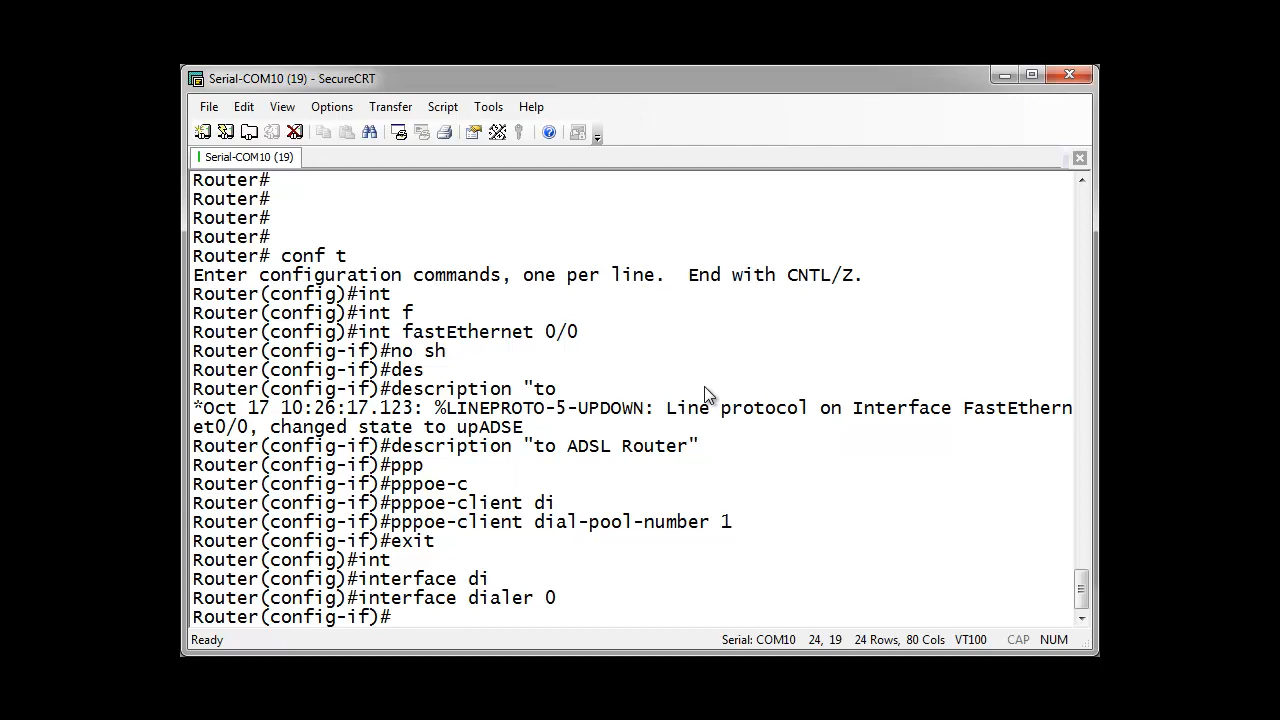 Serial-COM10 (19) - SecureCRT
File Edit View Options Transfer Script Tools Help
Serial-COM10 (19)
Router#
Router#
Router#
Router#
Router# conf t
Enter configuration commands, one per line.  End with CNTL/Z.
Router(config)#int
Router(config)#int f
Router(config)#int fastEthernet 0/0
Router(config-if)#no sh
Router(config-if)#des
Router(config-if)#description "to
*Oct 17 10:26:17.123: %LINEPROTO-5-UPDOWN: Line protocol on Interface FastEthern
et0/0, changed state to upADSE
Router(config-if)#description "to ADSL Router"
Router(config-if)#ppp
Router(config-if)#pppoe-c
Router(config-if)#pppoe-client di
Router(config-if)#pppoe-client dial-pool-number 1
Router(config-if)#exit
Router(config)#int
Router(config)#interface di
Router(config)#interface dialer 0
Router(config-if)#
Ready Serial: COM10 24, 19 24 Rows, 80 Cols VT100 CAP NUM